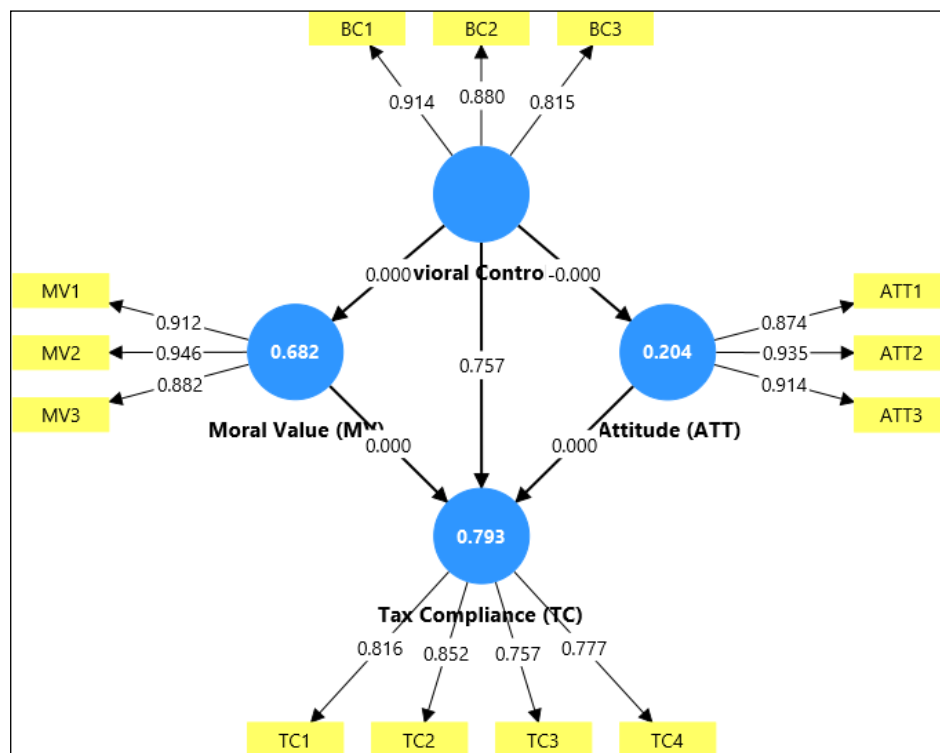 BC1 BC2 BC3
0.914 0.880 0.815
0.000 vioral Contro -0.000
MV1 ATT1
0.912 0.874
MV2 0.946 0.682 0.757 0.204 0.935 ATT2
0.882 0.914
MV3 ATT3
Moral Value (M 0.000 0.000 Attitude (ATT)
0.793
Tax Compliance (TC)
0.816 0.852 0.757 0.777
TC1 TC2 TC3 TC4